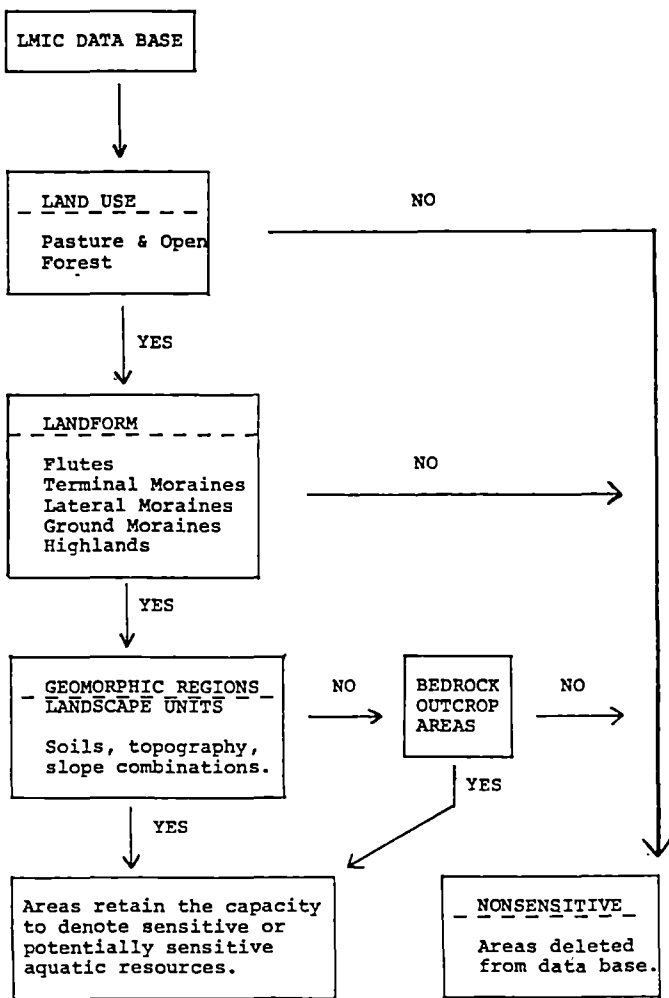 LMIC DATA BASE
LAND USE
NO
Pasture & Open
Forest
YES
LANDFORM
Flutes
NO
Terminal Moraines
Lateral Moraines
Ground Moraines
Highlands
YES
GEOMORPHIC REGIONS
LANDSCAPE UNITS
NO
BEDROCK
OUTCROP
AREAS
NO
Soils, topography,
slope combinations.
YES
YES
Areas retain the capacity
to denote sensitive or
potentially sensitive
aquatic resources.
NONSENSITIVE
Areas deleted
from data base.